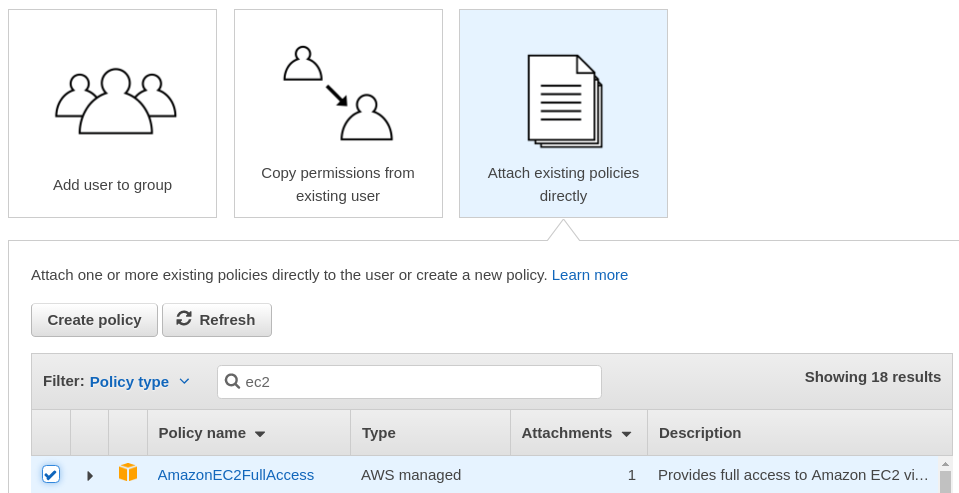 Add user to group
Copy permissions from
existing user
Attach existing policies
directly
Attach one or more existing policies directly to the user or create a new policy. Learn more
Create policy
Refresh
Filter: Policy type
ec2
Showing 18 results
Policy name
Type
Attachments
Description
AmazonEC2FullAccess
AWS managed
1
Provides full access to Amazon EC2 vi…